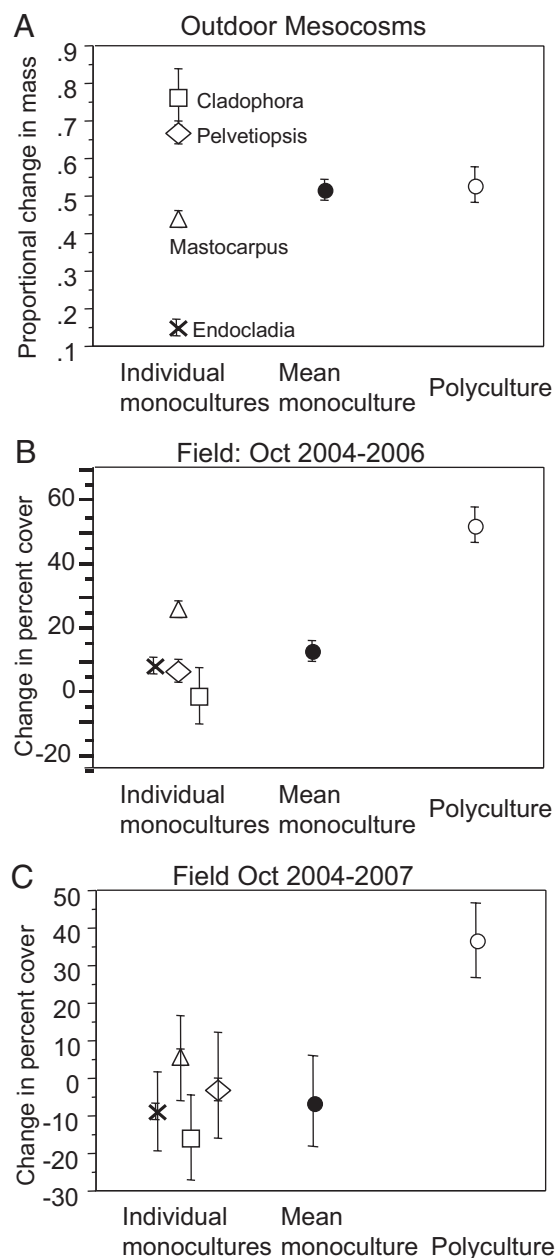 A
Outdoor Mesocosms
Proportional change in mass
.9
.8
.7
.6
.5
.4
.3
.2
.1
Cladophora
Pelvetiopsis
Mastocarpus
Endocladia
Individual
monocultures
Mean
monoculture
Polyculture
B
Field: Oct 2004-2006
Change in percent cover
60
40
20
0
-20
Individual
monocultures
Mean
monoculture
Polyculture
C
Field Oct 2004-2007
Change in percent cover
50
40
30
20
10
0
-10
-20
-30
Individual
monocultures
Mean
monoculture
Polyculture